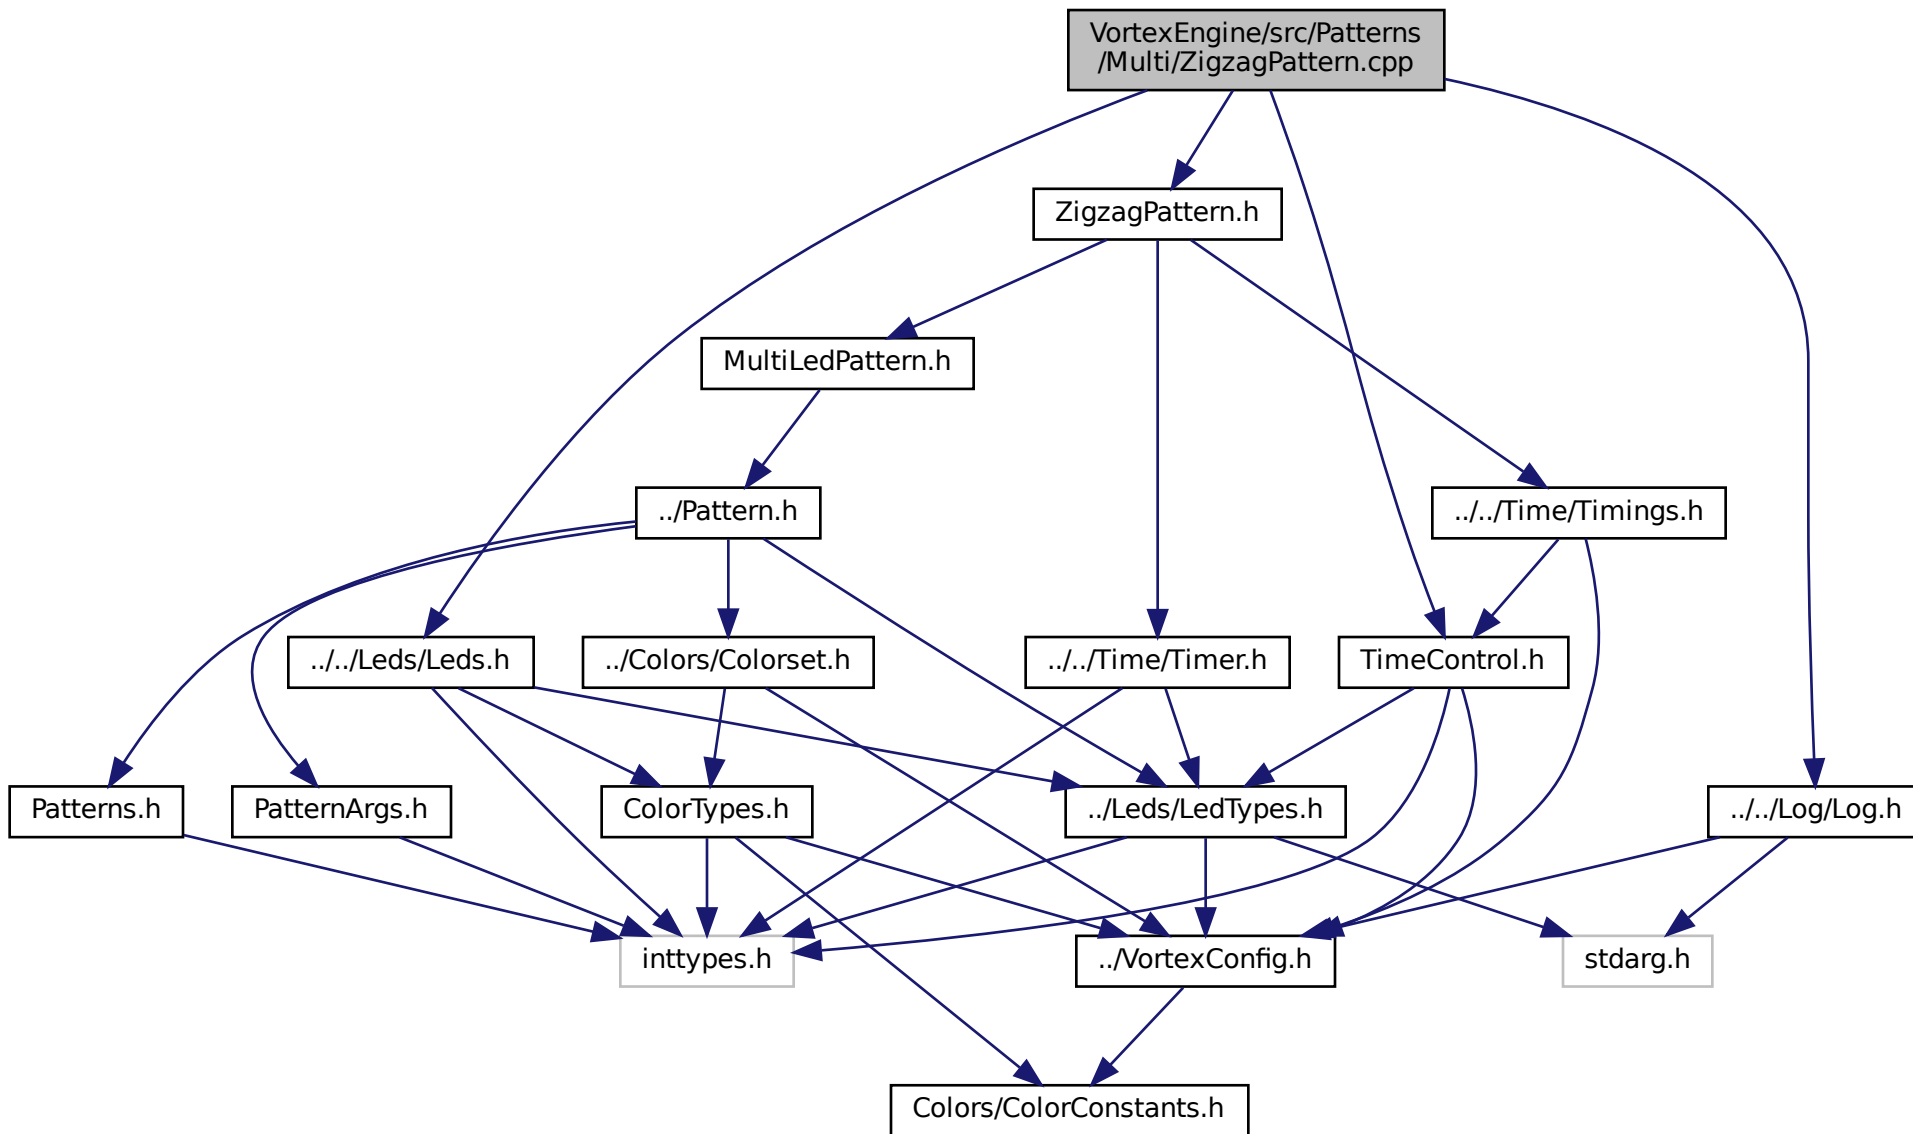 VortexEngine/src/Patterns
/Multi/ZigzagPattern.cpp
ZigzagPattern.h
MultiLedPattern.h
../Pattern.h
../../Time/Timings.h
../../Leds/Leds.h
../Colors/Colorset.h
../../Time/Timer.h
TimeControl.h
Patterns.h
PatternArgs.h
ColorTypes.h
../Leds/LedTypes.h
../../Log/Log.h
inttypes.h
../VortexConfig.h
stdarg.h
Colors/ColorConstants.h